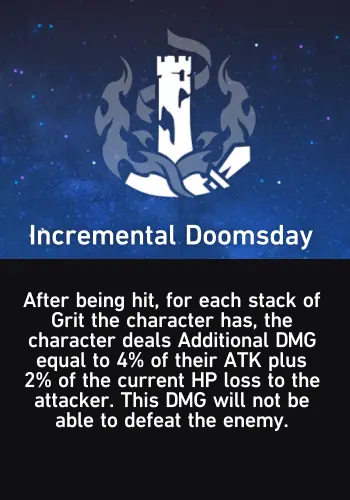 Incremental Doomsday
After being hit, for each stack of
Grit the character has, the
character deals Additional DMG
equal to 4% of their ATK plus
2% of the current HP loss to the
attacker. This DMG will not be
able to defeat the enemy.